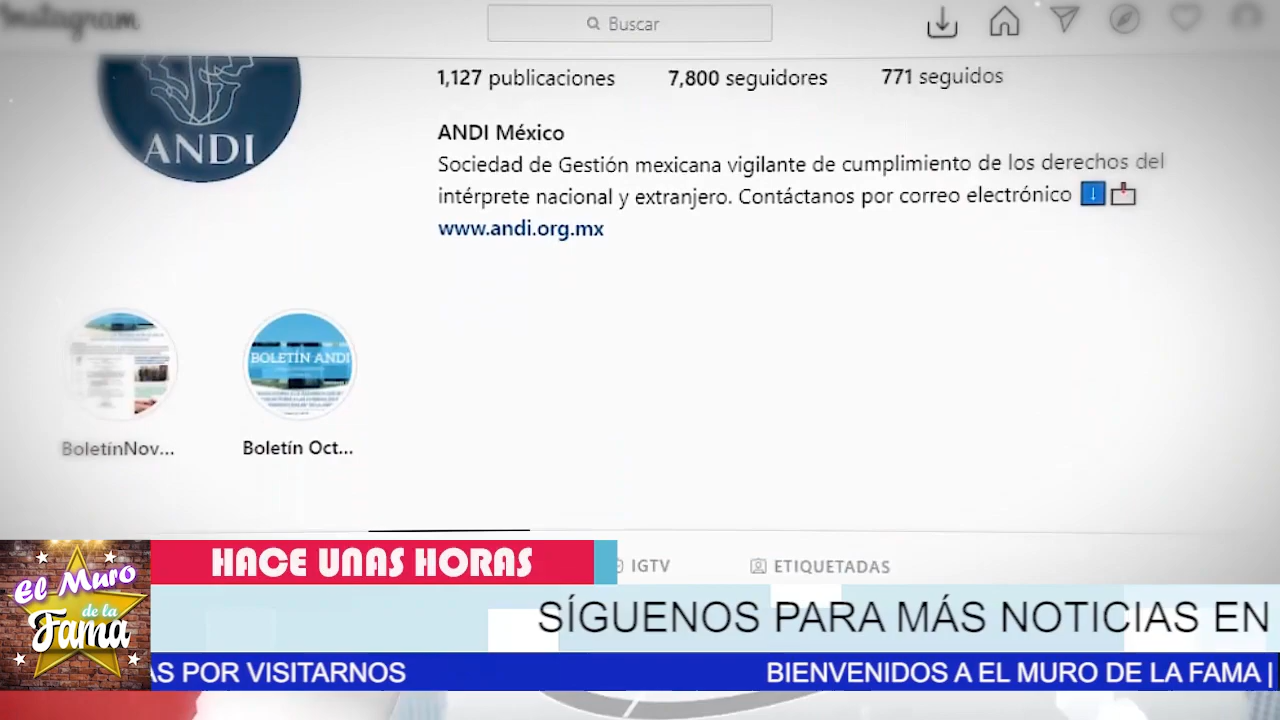 Instagram
Buscar
1,127 publicaciones 7,800 seguidores 771 seguidos
ANDI
ANDI México
Sociedad de Gestión mexicana vigilante de cumplimiento de los derechos del
intérprete nacional y extranjero. Contáctanos por correo electrónico
www.andi.org.mx
BOLETÍN ANDI
BoletínNov... Boletín Oct...
HACE UNAS HORAS
IGTV ETIQUETADAS
El Muro
de la
Fama
SÍGUENOS PARA MÁS NOTICIAS EN
AS POR VISITARNOS BIENVENIDOS A EL MURO DE LA FAMA |